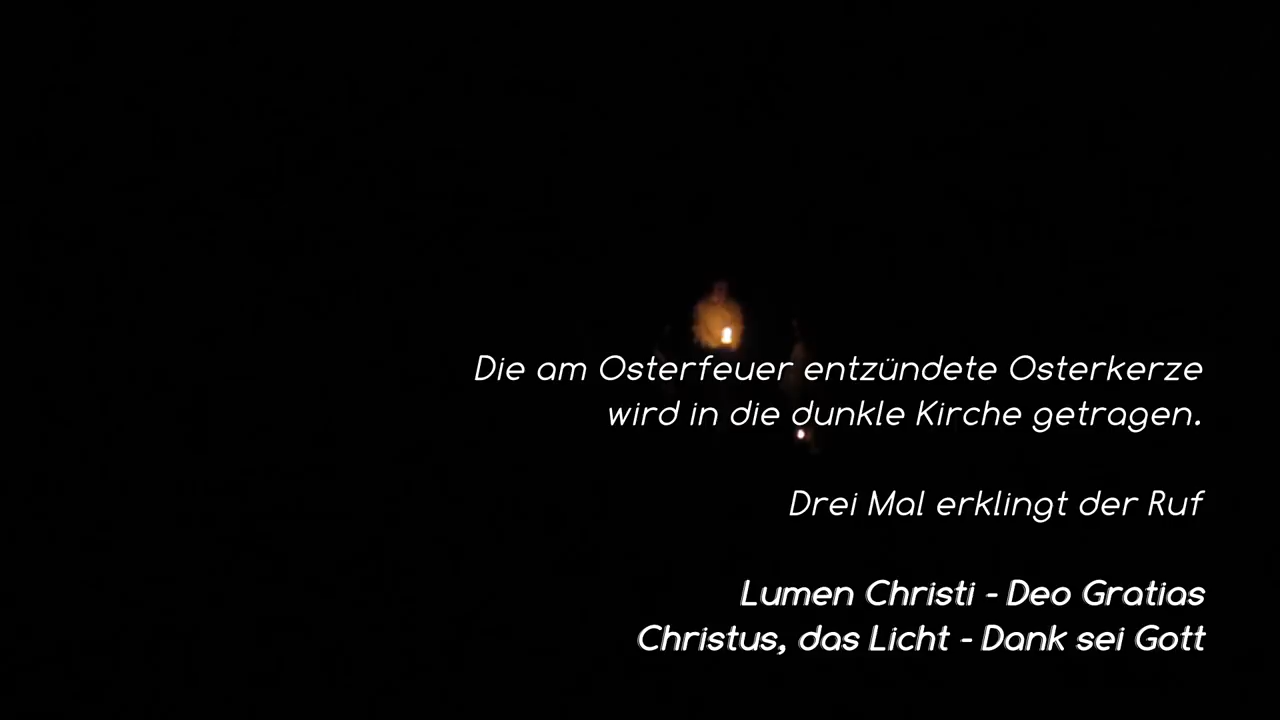 Die am Osterfeuer entzündete Osterkerze
wird in die dunkle Kirche getragen.
Drei Mal erklingt der Ruf
Lumen Christi - Deo Gratias
Christus, das Licht - Dank sei Gott